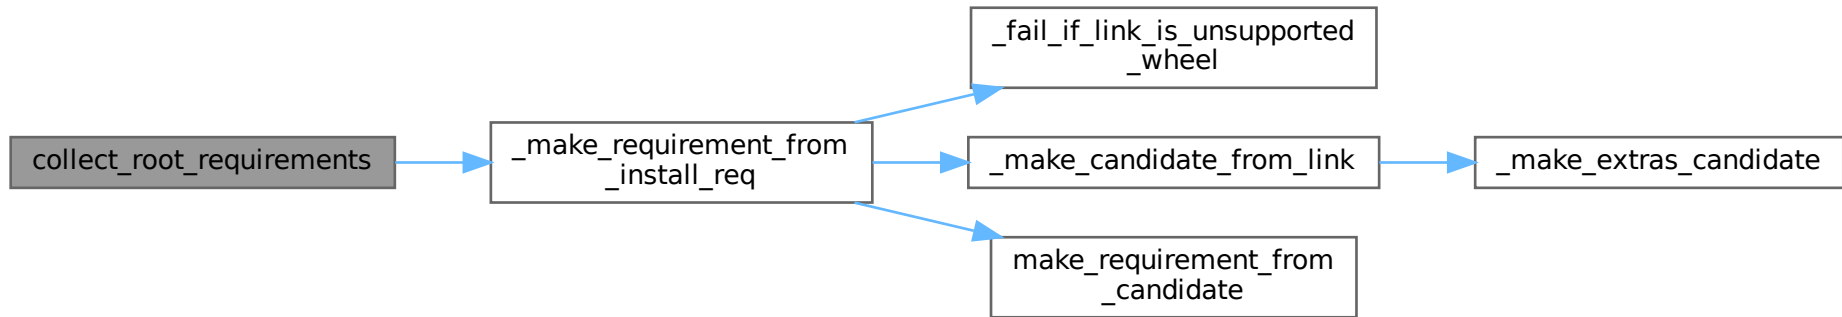 collect_root_requirements
_make_requirement_from
_install_req
_fail_if_link_is_unsupported
_wheel
_make_candidate_from_link
_make_extras_candidate
make_requirement_from
_candidate